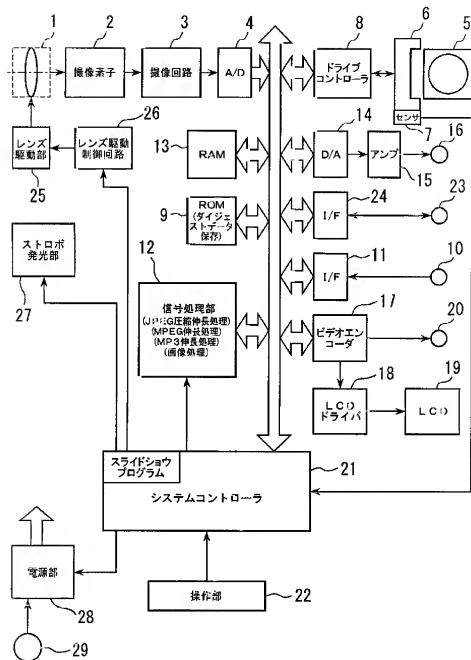 1
2
3
4
8
6
5
撮像素子
撮像回路
A/D
ドライブ
コントローラ
センサ
7
26
14
16
レンズ
駆動部
レンズ駆動
制御回路
13
RAM
D/A
アンプ
15
25
24
23
9
ROM
(ダイジェ
ストデータ
保存)
I/F
ストロボ
発光部
27
12
11
10
I/F
信号処理部
(JPEG圧縮伸長処理)
(MPEG伸長処理)
(MP3伸長処理)
(画像処理)
17
ビデオエン
コーダ
20
18
19
LCD
ドライバ
LCD
スライドショウ
プログラム
21
システムコントローラ
電源部
28
操作部
22
29